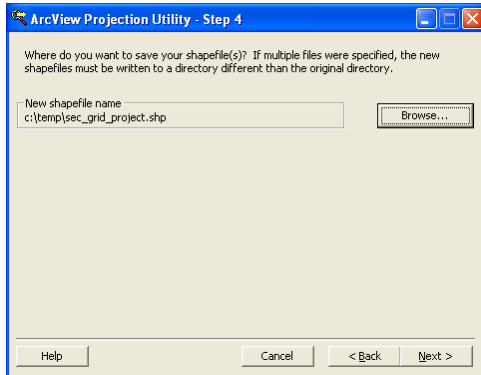 ArcView Projection Utility - Step 4
Where do you want to save your shapefile(s)? If multiple files were specified, the new
shapefiles must be written to a directory different than the original directory.
New shapefile name
c:\temp\sec_grid_project.shp
Browse...
Help
Cancel
< Back
Next >